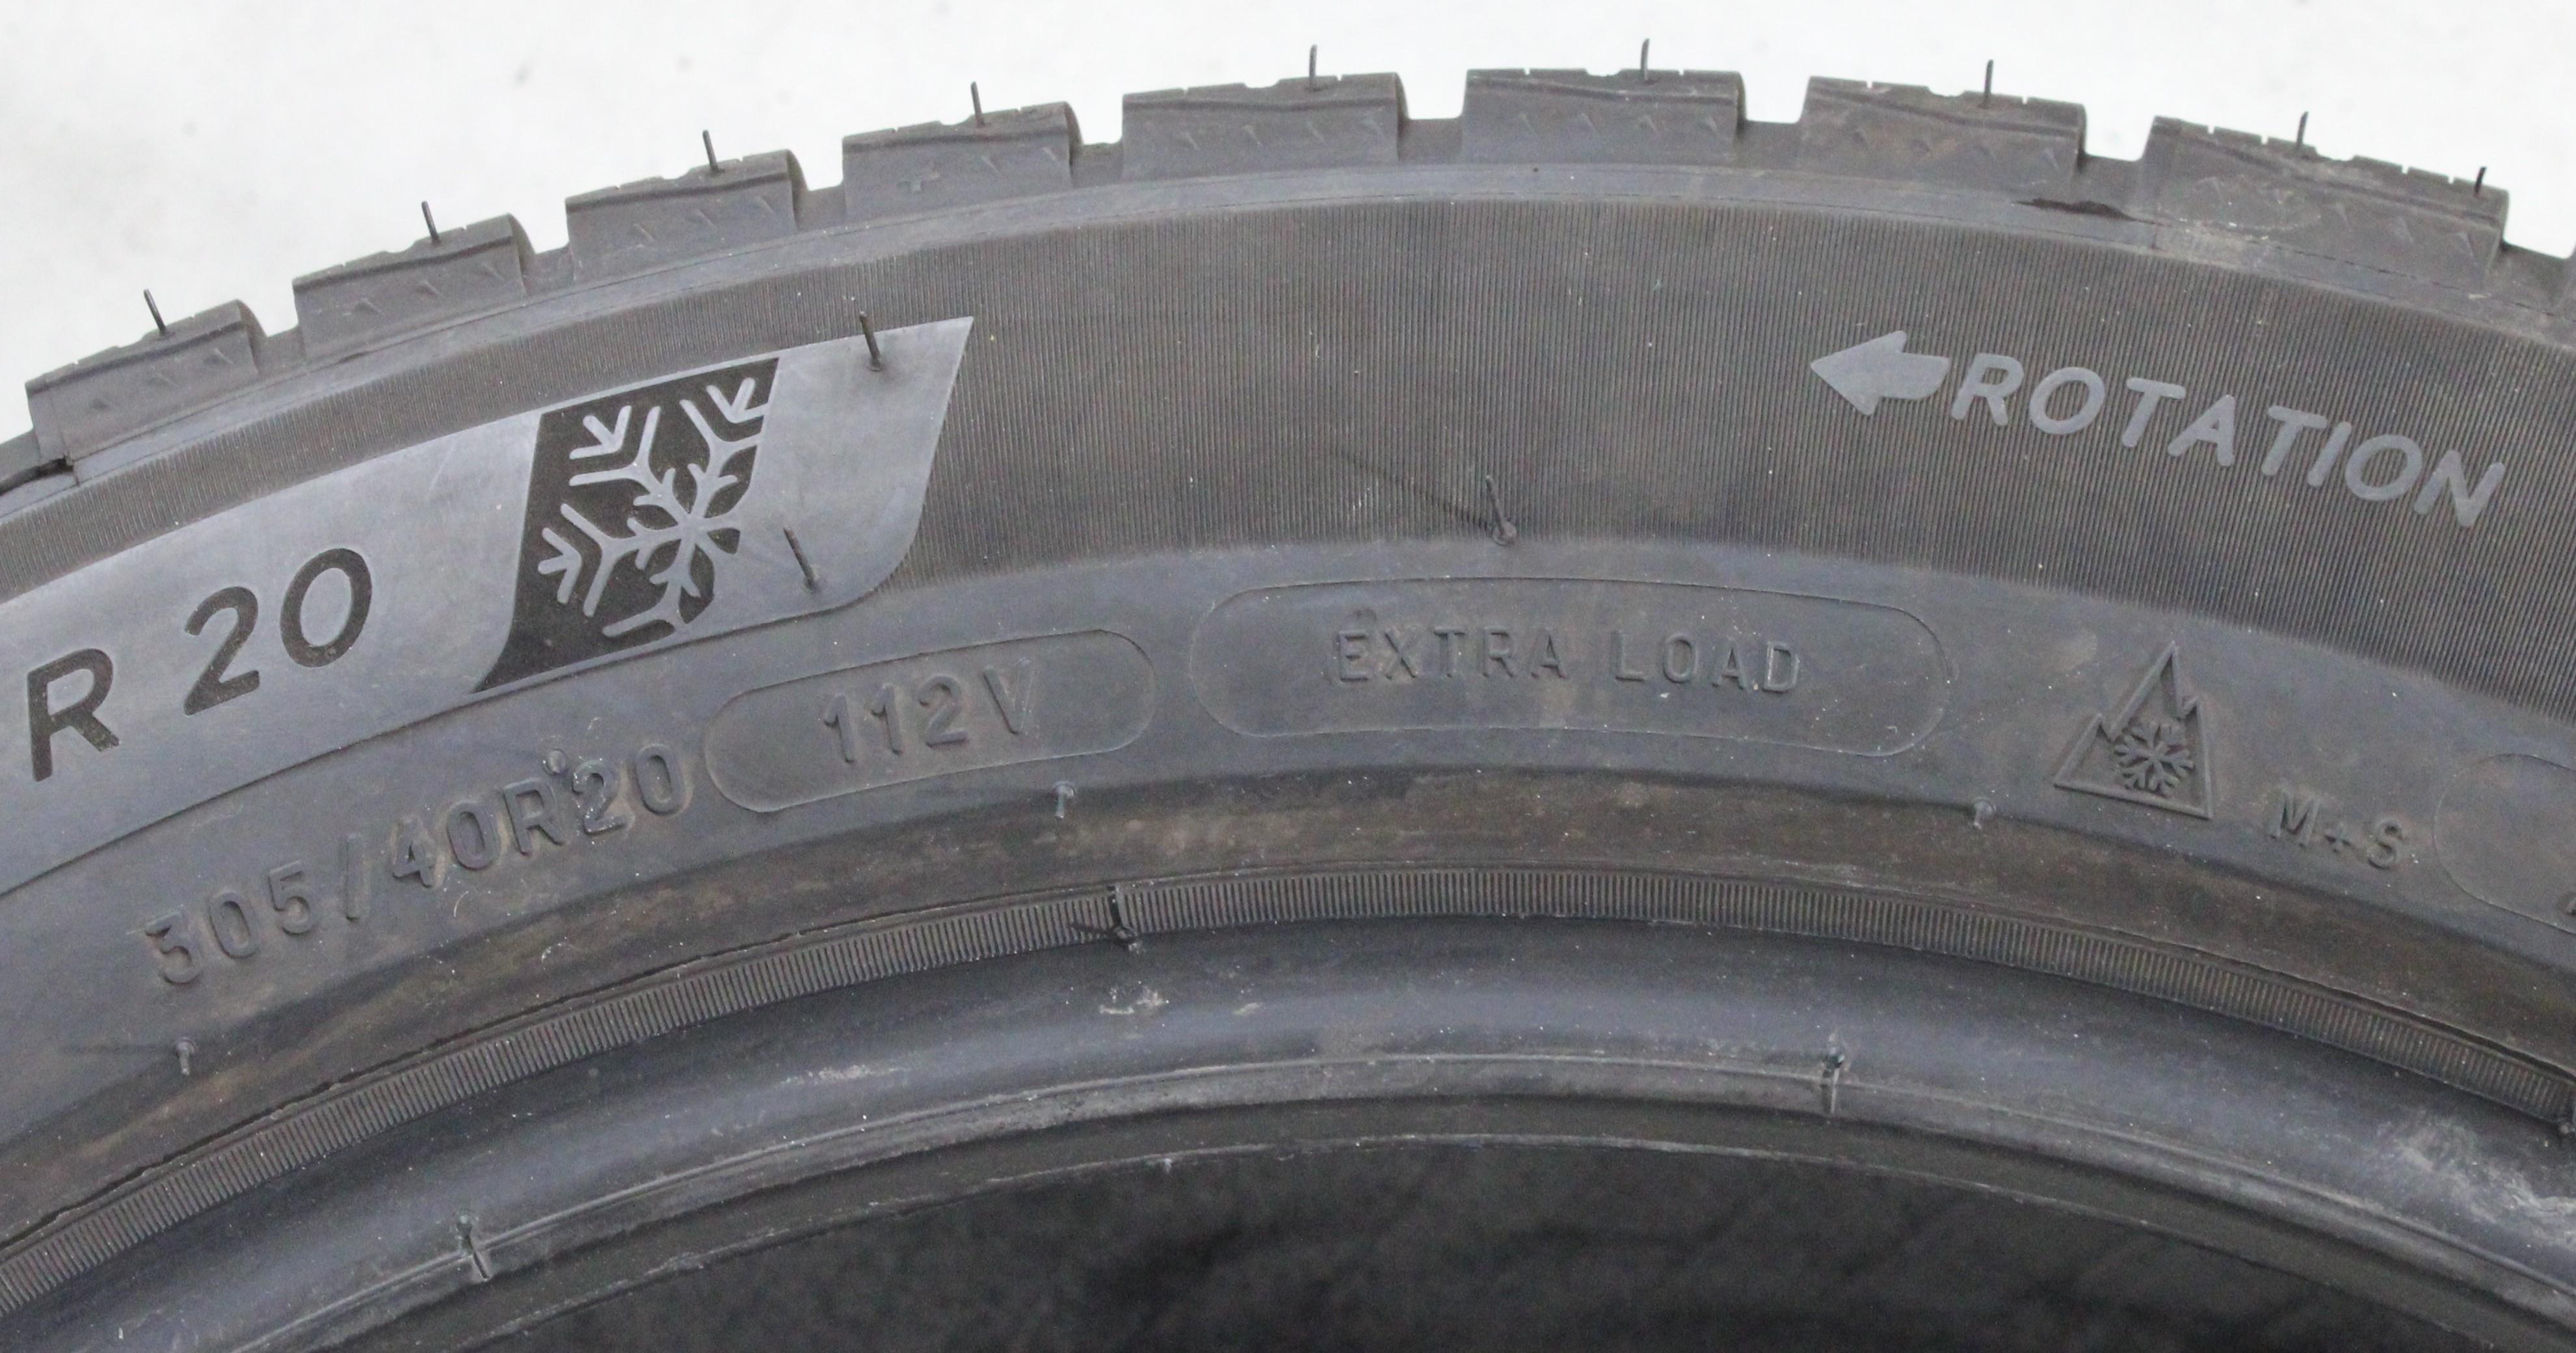 R 20
ROTATION
305/40R20 112V EXTRA LOAD M+S